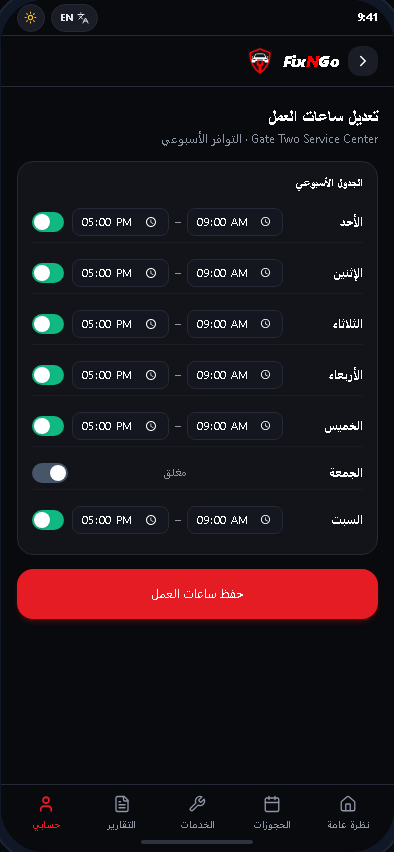 9:41
EN
FixNGo
تعديل ساعات العمل
Gate Two Service Center · التوافر الأسبوعي
الجدول الأسبوعي
الأحد 09:00 AM – 05:00 PM
الإثنين 09:00 AM – 05:00 PM
الثلاثاء 09:00 AM – 05:00 PM
الأربعاء 09:00 AM – 05:00 PM
الخميس 09:00 AM – 05:00 PM
الجمعة مغلق
السبت 09:00 AM – 05:00 PM
حفظ ساعات العمل
نظرة عامة
الحجوزات
الخدمات
التقارير
حسابي